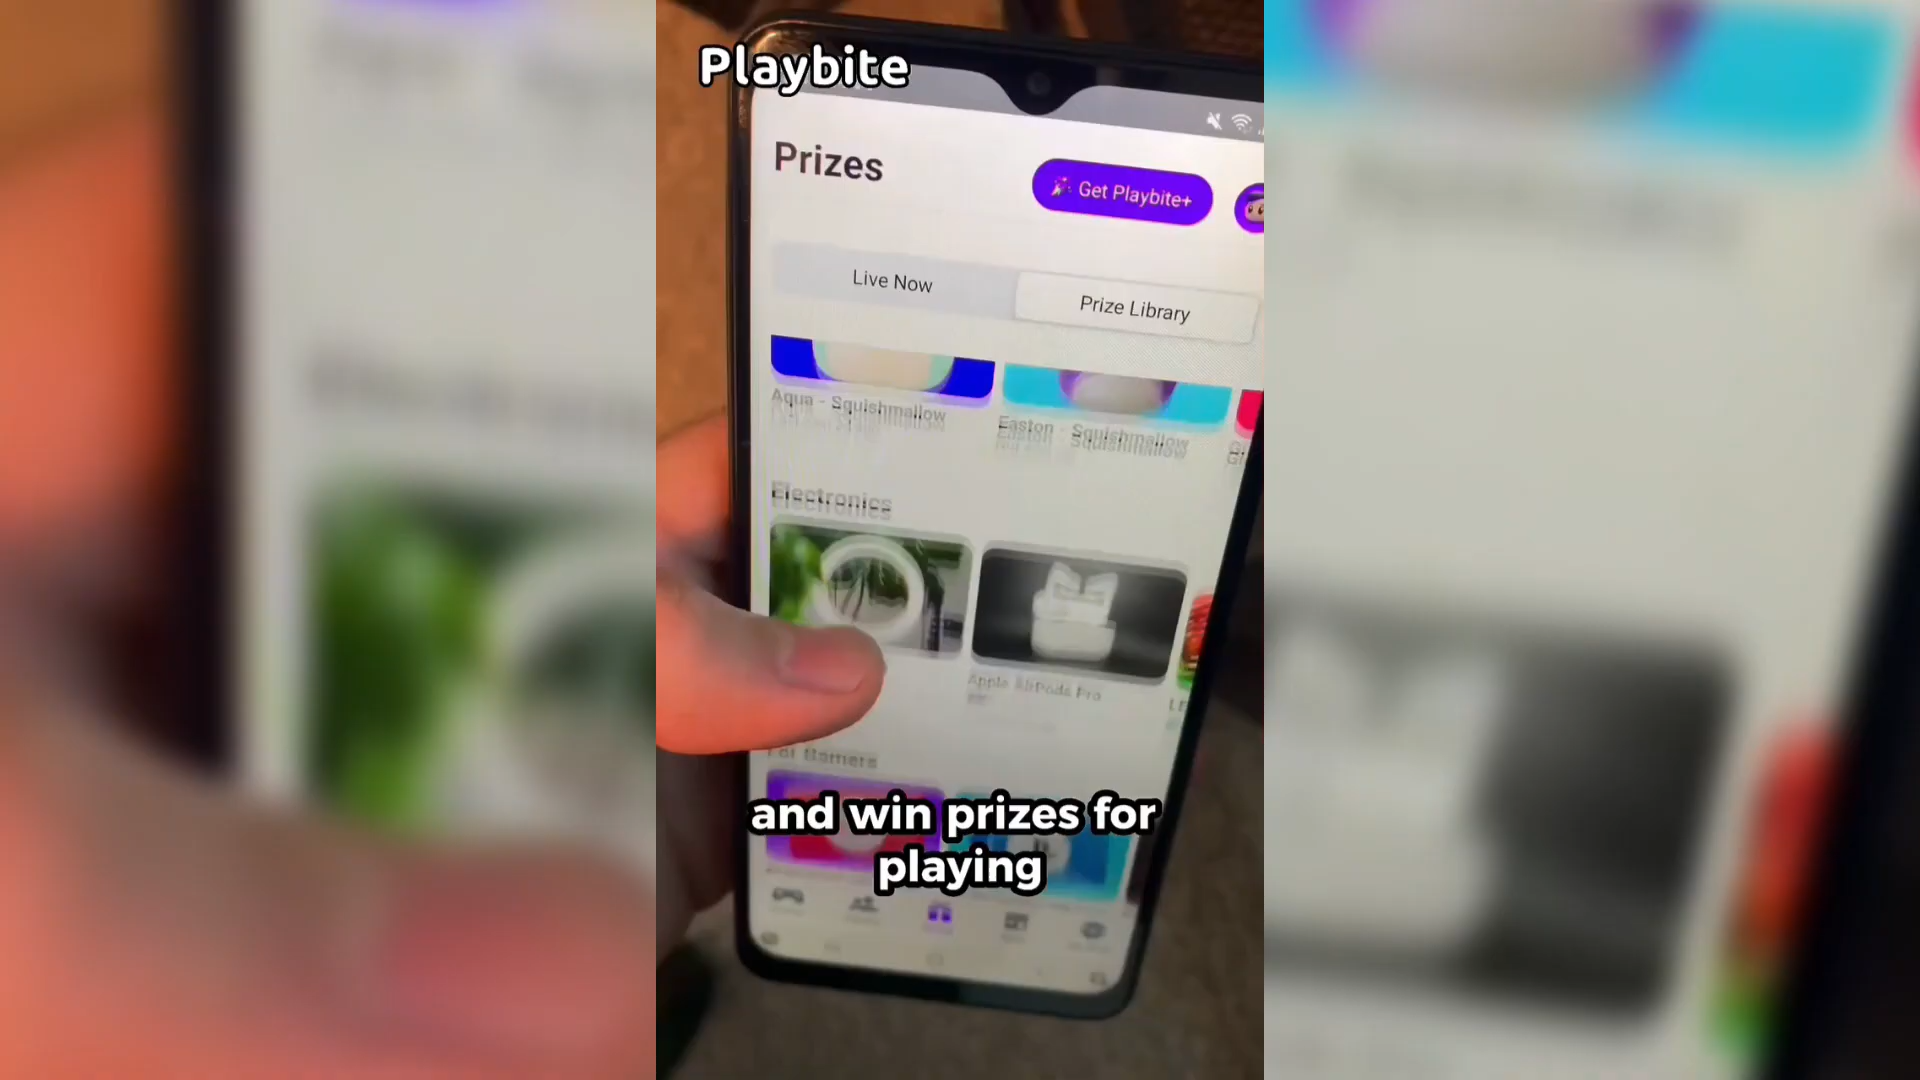 Playbite
Prizes
Get Playbite+
Live Now
Prize Library
Aqua - Squishmallow
Easton - Squishmallow
Electronics
Apple AirPods Pro
and win prizes for
playing